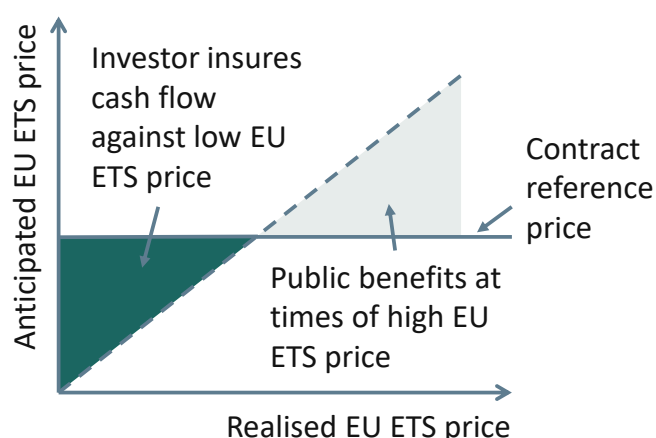 Anticipated EU ETS price
Investor insures
cash flow
against low EU
ETS price
Contract
reference
price
Public benefits at
times of high EU
ETS price
Realised EU ETS price